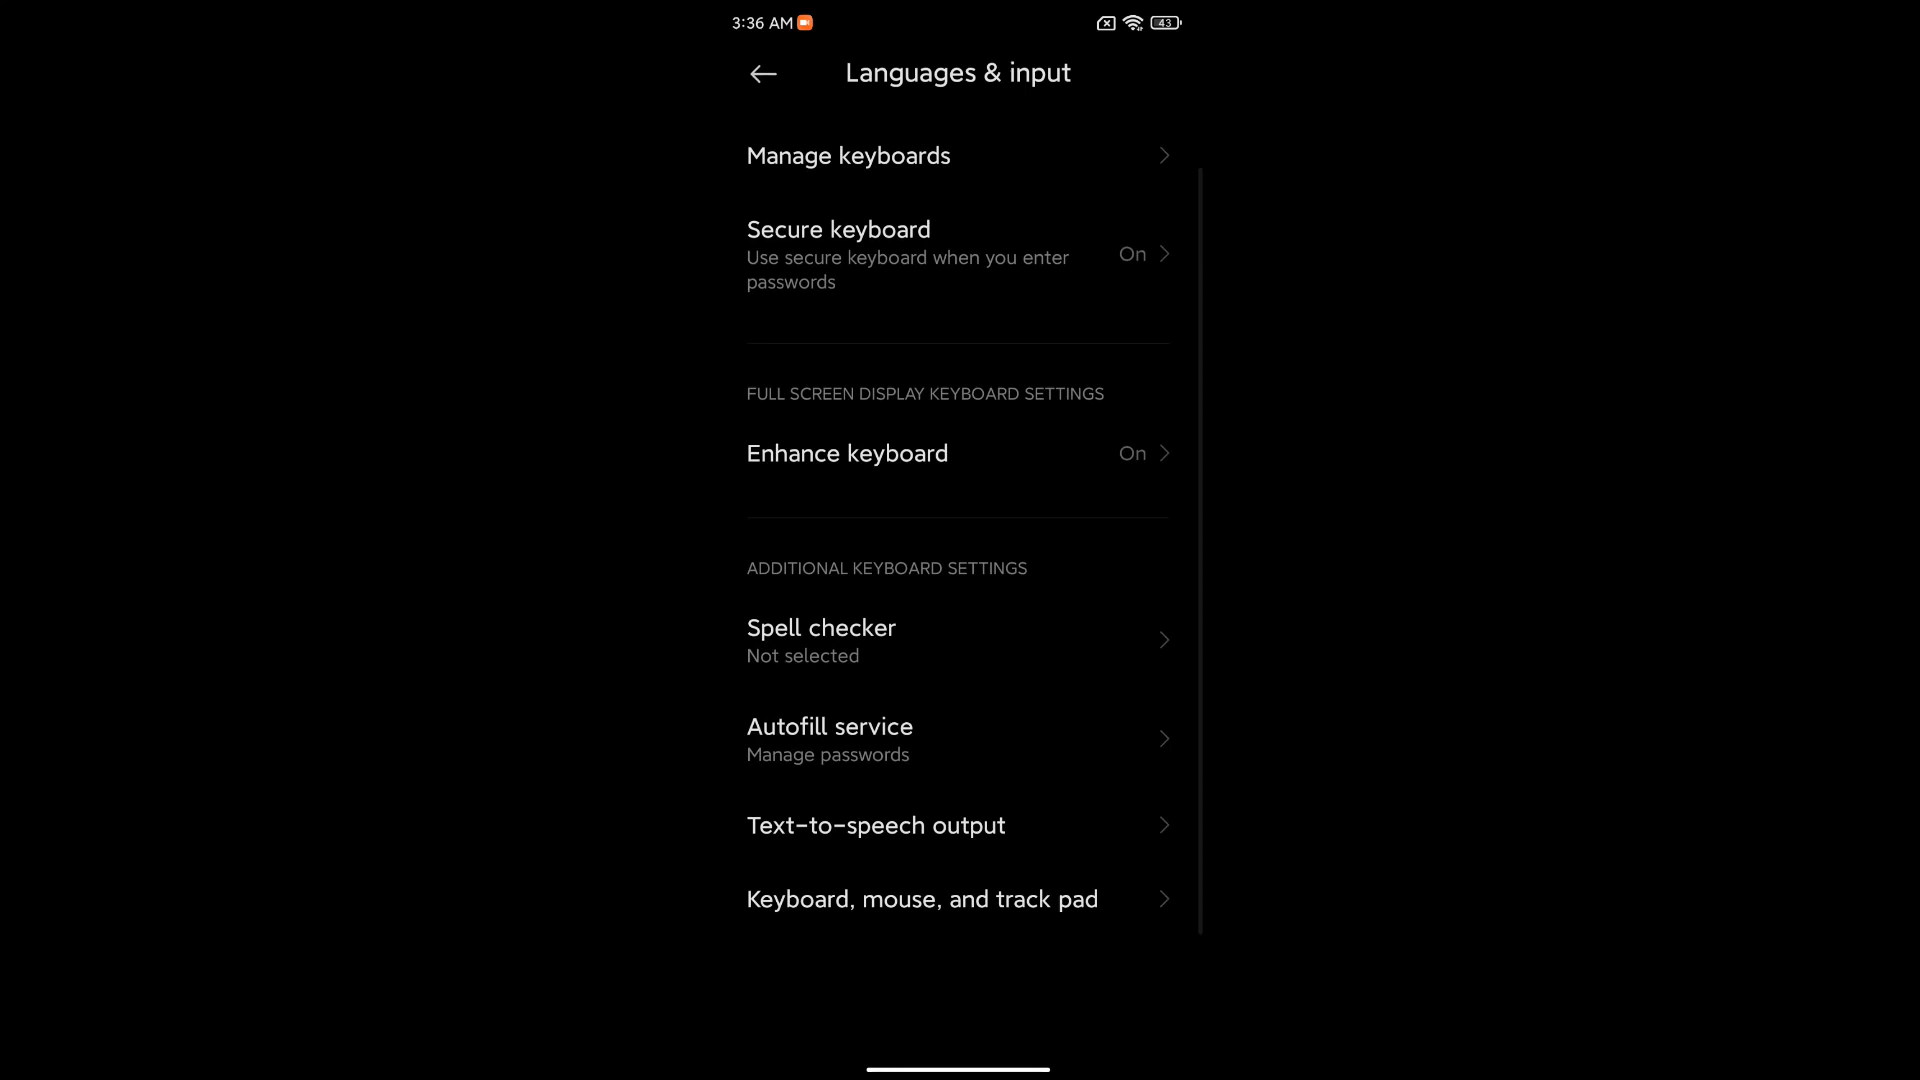 3:36 AM
43
Languages & input
Manage keyboards
Secure keyboard
Use secure keyboard when you enter
passwords
On
FULL SCREEN DISPLAY KEYBOARD SETTINGS
Enhance keyboard
On
ADDITIONAL KEYBOARD SETTINGS
Spell checker
Not selected
Autofill service
Manage passwords
Text-to-speech output
Keyboard, mouse, and track pad